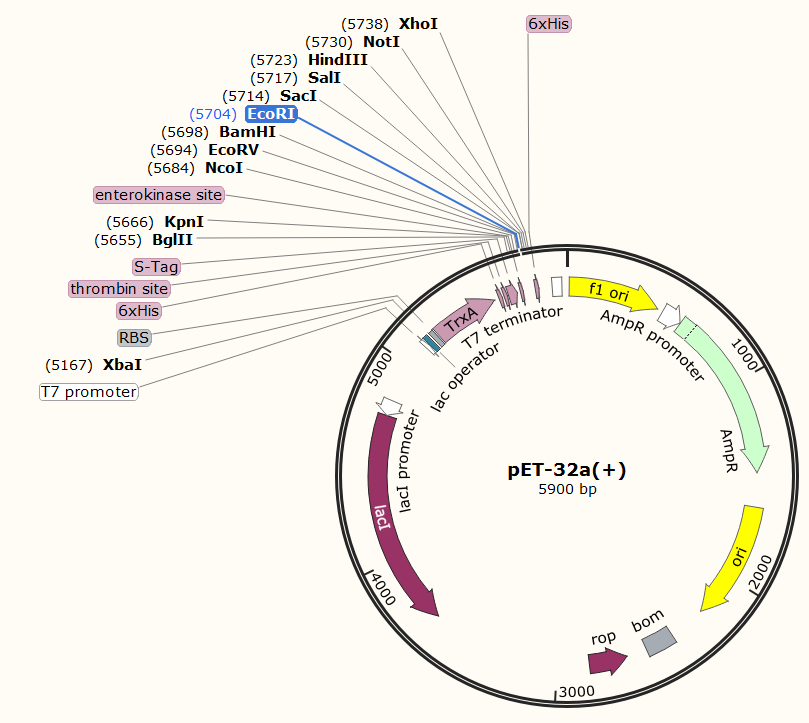 (5738) XhoI
6xHis
(5730) NotI
(5723) HindIII
(5717) SalI
(5714) SacI
(5704) EcoRI
(5698) BamHI
(5694) EcoRV
(5684) NcoI
enterokinase site
(5666) KpnI
(5655) BglII
S-Tag
thrombin site
6xHis
RBS
(5167) XbaI
T7 promoter
TrxA
T7 terminator
f1 ori
AmpR promoter
1000
5000
lac operator
lacI promoter
AmpR
pET-32a(+)
5900 bp
lacI
ori
2000
4000
bom
rop
3000